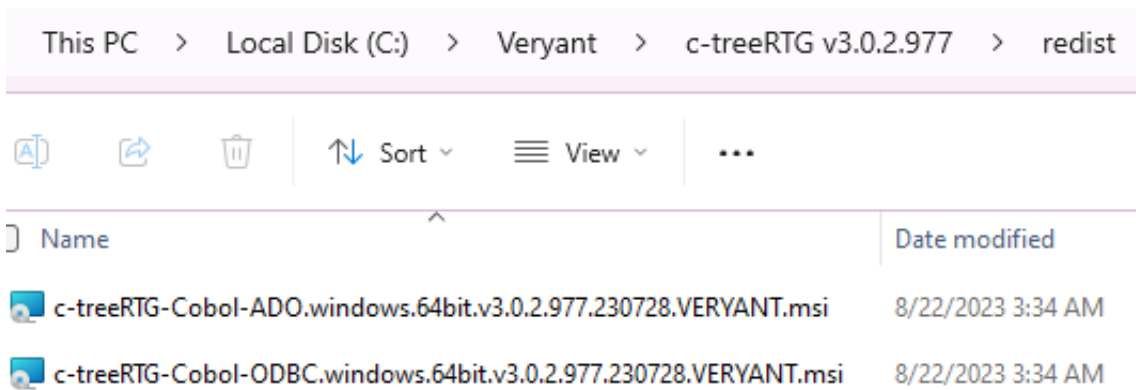 This PC > Local Disk (C:) > Veryant > c-treeRTG v3.0.2.977 > redist
Sort View ...
Name Date modified
c-treeRTG-Cobol-ADO.windows.64bit.v3.0.2.977.230728.VERYANT.msi 8/22/2023 3:34 AM
c-treeRTG-Cobol-ODBC.windows.64bit.v3.0.2.977.230728.VERYANT.msi 8/22/2023 3:34 AM